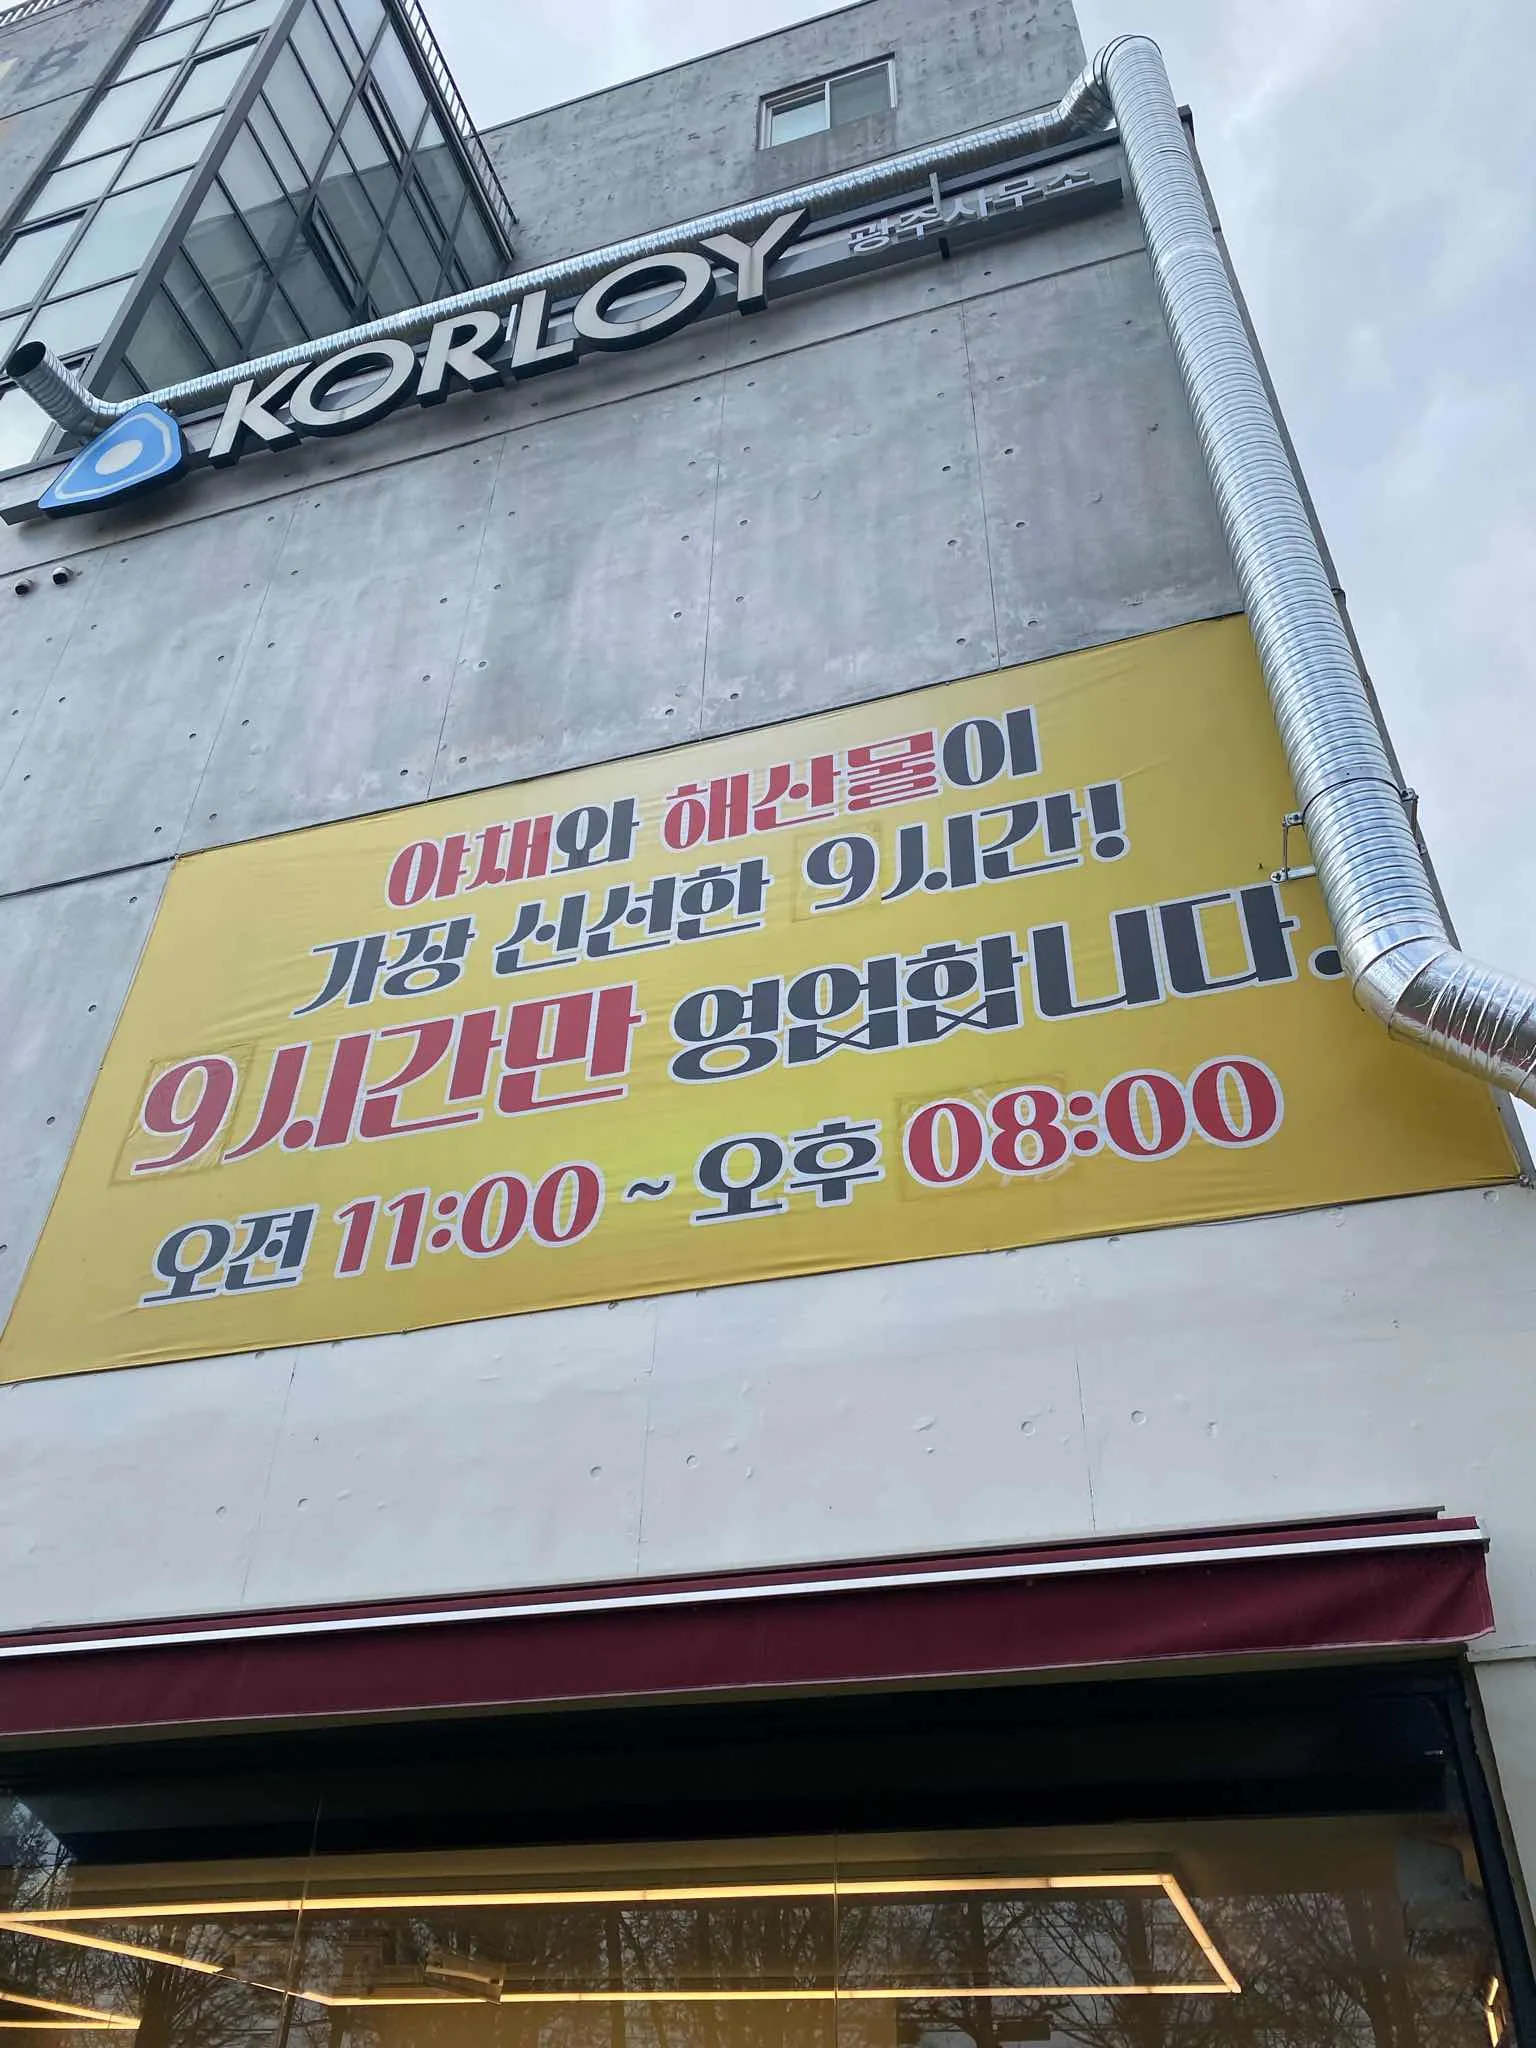 KORLOY 광주사무소
야채와 해산물이
가장 신선한 9시간!
9시간만 영업합니다.
오전 11:00 ~ 오후 08:00